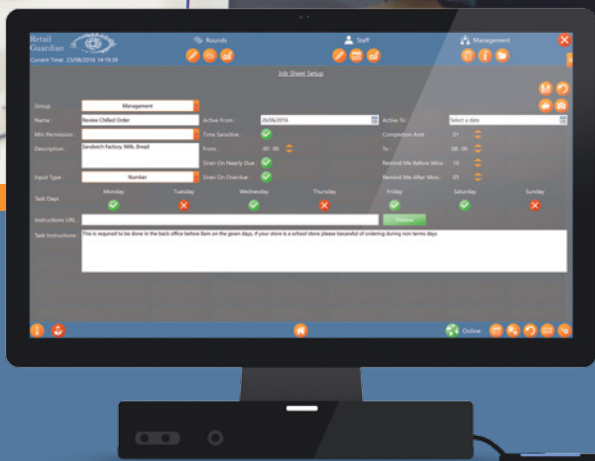 Retail
Guardian
Current Time: 23/08/2016 14:19:39
Rounds
Staff
Management
Job Sheet Setup
Group
Management
Name :
Review Chilled Order
Active From :
26/06/2016
Active To :
Select a date
Min Permission :
Time Sensitive :
Completion Amt :
01
Description :
Sandwich Factory, Milk, Bread
From :
00: 00
To :
08: 00
Siren On Nearly Due :
Remind Me Before Mins :
10
Input Type :
Number
Siren On Overdue :
Remind Me After Mins :
05
Task Days
Monday
Tuesday
Wednesday
Thursday
Friday
Saturday
Sunday
Instructions URL
Task Instructions :
This is required to be done in the back office before 8am on the given days, if your store is a school store please becareful of ordering during non terms days
Online